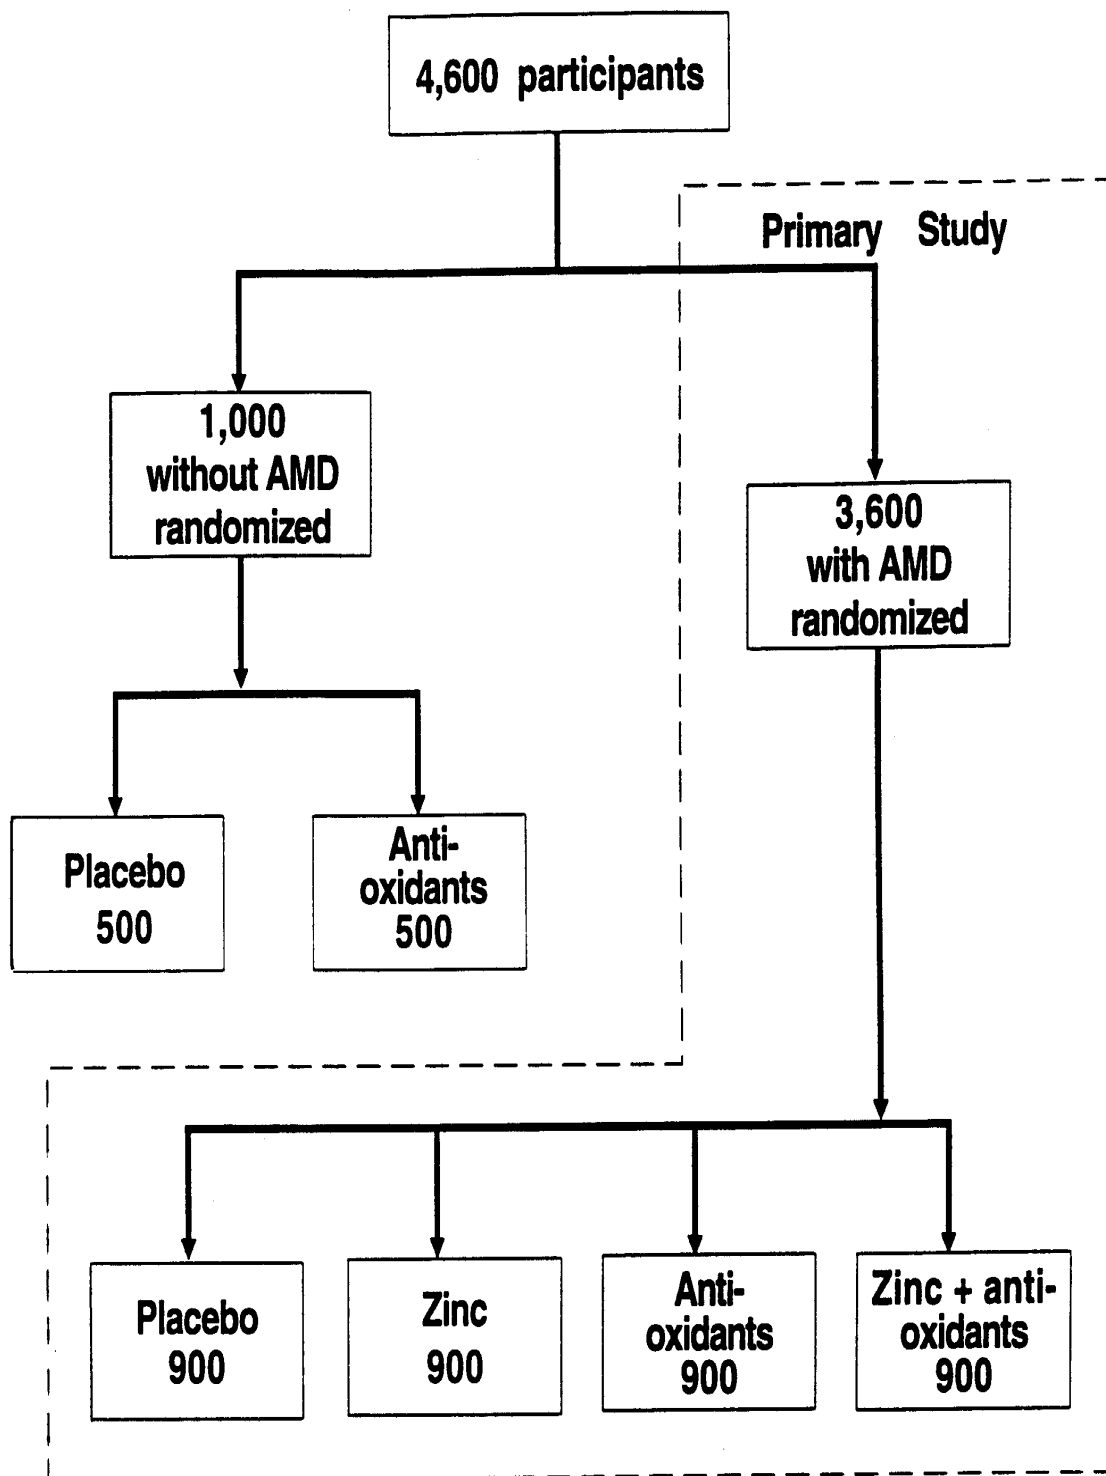 4,600 participants
Primary Study
1,000
without AMD
randomized
3,600
with AMD
randomized
Placebo
500
Anti-
oxidants
500
Placebo
900
Zinc
900
Anti-
oxidants
900
Zinc + anti-
oxidants
900